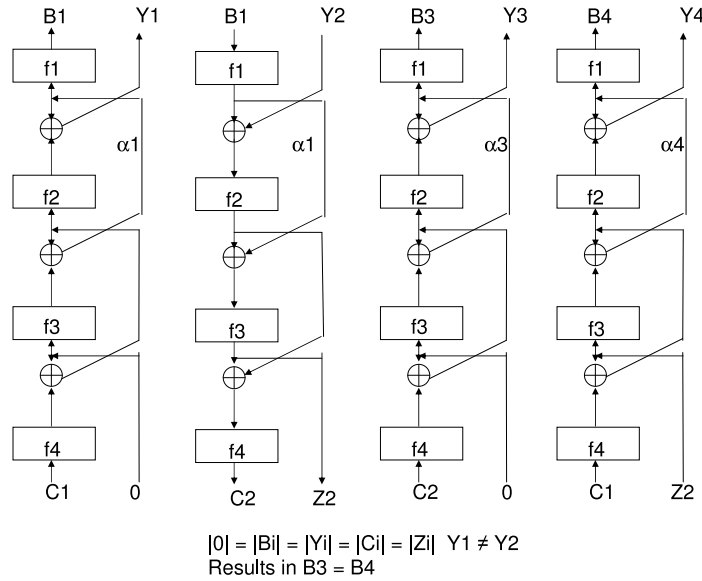 B1 Y1 B1 Y2 B3 Y3 B4 Y4
f1 f1 f1 f1
α1 α1 α3 α4
f2 f2 f2 f2
f3 f3 f3 f3
f4 f4 f4 f4
C1 0 C2 Z2 C2 0 C1 Z2
|0| = |Bi| = |Yi| = |Ci| = |Zi| Y1 ≠ Y2
Results in B3 = B4